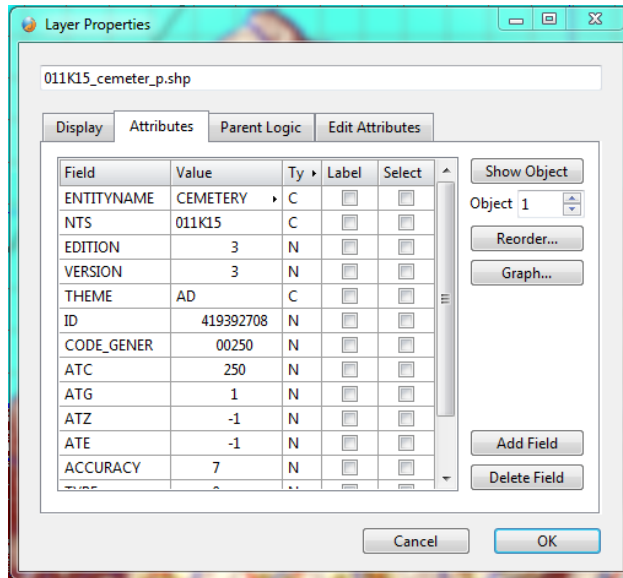 Layer Properties
011K15_cemeter_p.shp
Display Attributes Parent Logic Edit Attributes
Field Value Ty Label Select
ENTITYNAME CEMETERY C
NTS 011K15 C
EDITION 3 N
VERSION 3 N
THEME AD C
ID 419392708 N
CODE_GENER 00250 N
ATC 250 N
ATG 1 N
ATZ -1 N
ATE -1 N
ACCURACY 7 N
Show Object
Object 1
Reorder...
Graph...
Add Field
Delete Field
Cancel OK